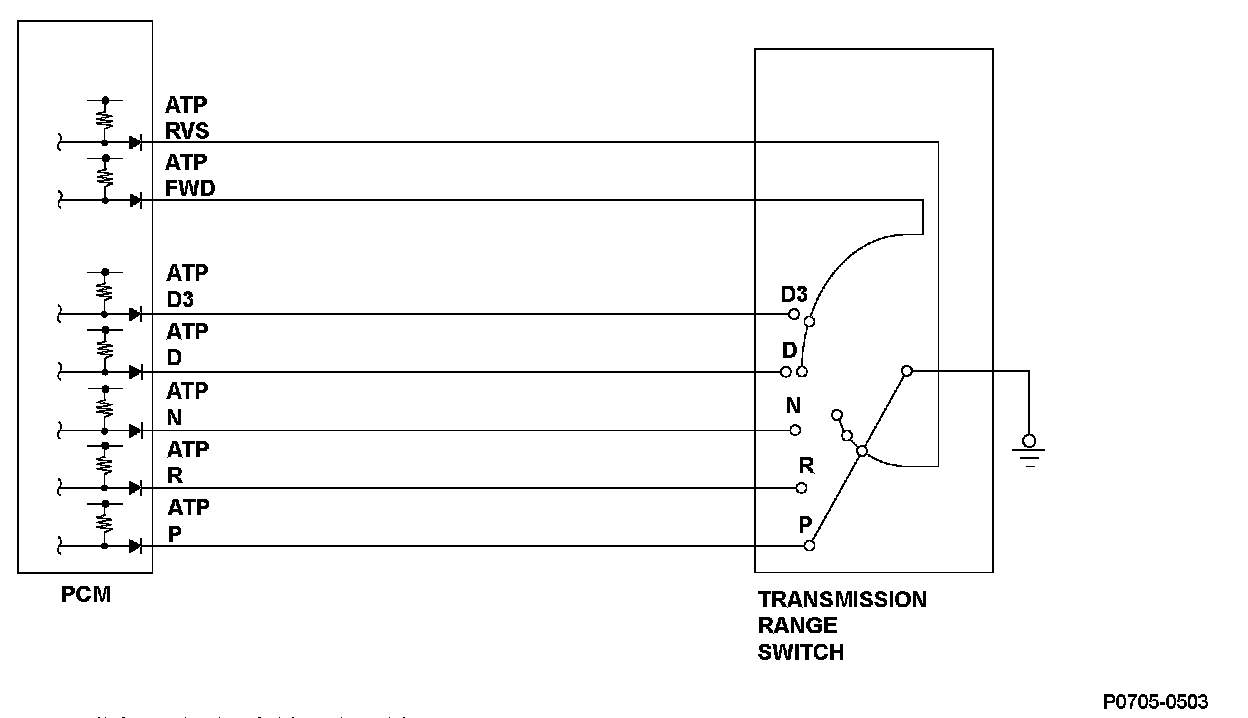 ATP
RVS
ATP
FWD
ATP
D3
ATP
D
ATP
N
ATP
R
ATP
P
PCM
D3
D
N
R
P
TRANSMISSION
RANGE
SWITCH
P0705-0503